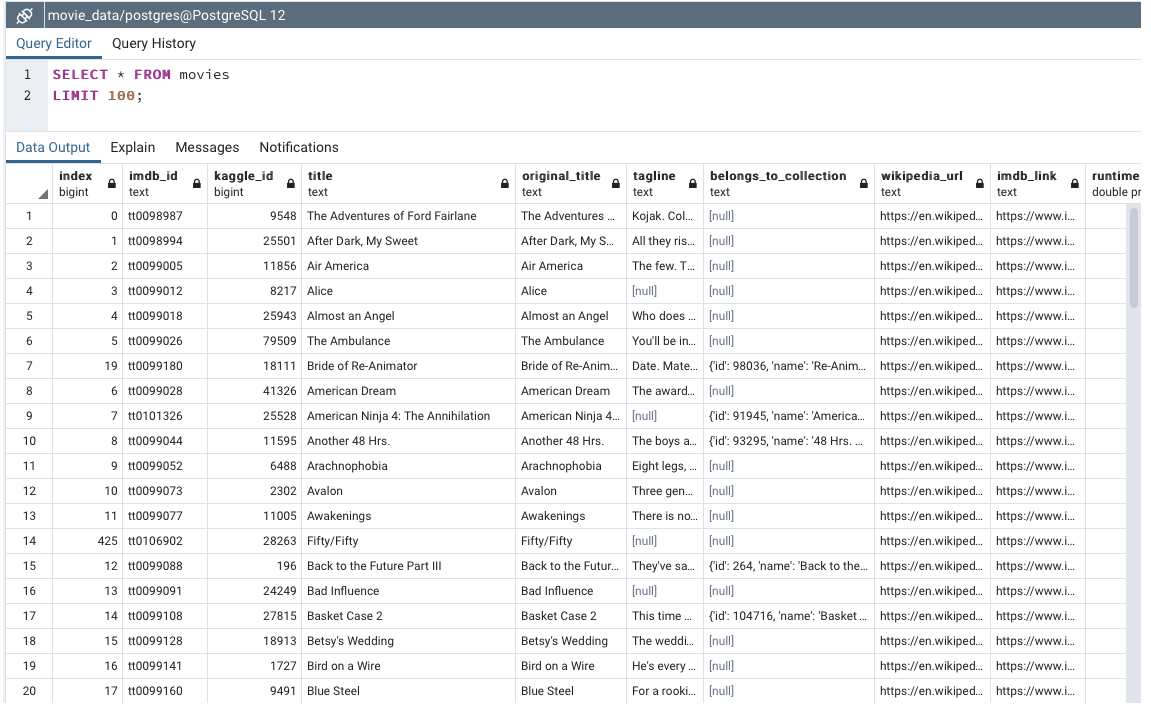 movie_data/postgres@PostgreSQL 12
Query Editor Query History
1 SELECT * FROM movies
2 LIMIT 100;
Data Output Explain Messages Notifications
index bigint imdb_id text kaggle_id bigint title text original_title text tagline text belongs_to_collection text wikipedia_url text imdb_link text runtime double pr
1 0 tt0098987 9548 The Adventures of Ford Fairlane The Adventures ... Kojak. Col... [null] https://en.wikiped... https://www.i...
2 1 tt0098994 25501 After Dark, My Sweet After Dark, My S... All they ris... [null] https://en.wikiped... https://www.i...
3 2 tt0099005 11856 Air America Air America The few. T... [null] https://en.wikiped... https://www.i...
4 3 tt0099012 8217 Alice Alice [null] [null] https://en.wikiped... https://www.i...
5 4 tt0099018 25943 Almost an Angel Almost an Angel Who does ... [null] https://en.wikiped... https://www.i...
6 5 tt0099026 79509 The Ambulance The Ambulance You'll be in... [null] https://en.wikiped... https://www.i...
7 19 tt0099180 18111 Bride of Re-Animator Bride of Re-Anim... Date. Mate... {'id': 98036, 'name': 'Re-Anim... https://en.wikiped... https://www.i...
8 6 tt0099028 41326 American Dream American Dream The award... [null] https://en.wikiped... https://www.i...
9 7 tt0101326 25528 American Ninja 4: The Annihilation American Ninja 4... [null] {'id': 91945, 'name': 'America... https://en.wikiped... https://www.i...
10 8 tt0099044 11595 Another 48 Hrs. Another 48 Hrs. The boys a... {'id': 93295, 'name': '48 Hrs. ... https://en.wikiped... https://www.i...
11 9 tt0099052 6488 Arachnophobia Arachnophobia Eight legs, ... [null] https://en.wikiped... https://www.i...
12 10 tt0099073 2302 Avalon Avalon Three gen... [null] https://en.wikiped... https://www.i...
13 11 tt0099077 11005 Awakenings Awakenings There is no... [null] https://en.wikiped... https://www.i...
14 425 tt0106902 28263 Fifty/Fifty Fifty/Fifty [null] [null] https://en.wikiped... https://www.i...
15 12 tt0099088 196 Back to the Future Part III Back to the Futur... They've sa... {'id': 264, 'name': 'Back to the... https://en.wikiped... https://www.i...
16 13 tt0099091 24249 Bad Influence Bad Influence [null] [null] https://en.wikiped... https://www.i...
17 14 tt0099108 27815 Basket Case 2 Basket Case 2 This time ... {'id': 104716, 'name': 'Basket ... https://en.wikiped... https://www.i...
18 15 tt0099128 18913 Betsy's Wedding Betsy's Wedding The weddi... [null] https://en.wikiped... https://www.i...
19 16 tt0099141 1727 Bird on a Wire Bird on a Wire He's every ... [null] https://en.wikiped... https://www.i...
20 17 tt0099160 9491 Blue Steel Blue Steel For a rooki... [null] https://en.wikiped... https://www.i...